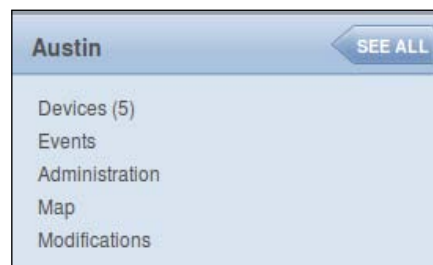 Austin SEE ALL
Devices (5)
Events
Administration
Map
Modifications